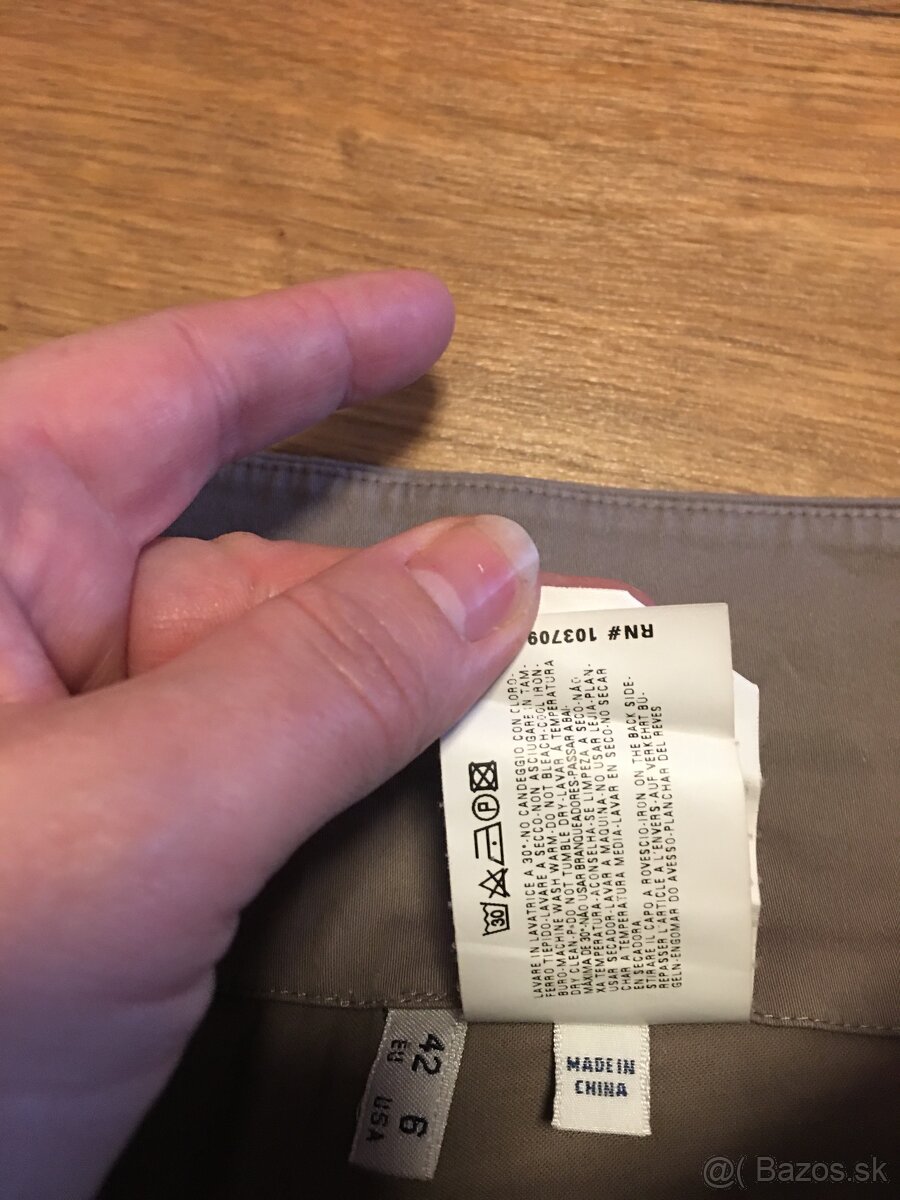 RN# 103709
30
P
LAVARE IN LAVATRICE A 30°-NO CANDEGGIO CON CLORO-
FERRO TIEPIDO-LAVARE A SECCO-NON ASCIUGARE IN TAM-
BURO-MACHINE WASH WARM-DO NOT BLEACH-COOL IRON-
DRY CLEAN-P-DO NOT TUMBLE DRY-LAVAR À TEMPERATURA
MÁXIMA DE 30°-NÃO USAR BRANQUEADORES-PASSAR A BAI-
XA TEMPERATURA-ACONSELHA-SE LIMPEZA A SECO-NÃO
USAR SECADOR-LAVAR A MAQUINA-NO USAR LEJIA-PLAN-
CHAR A TEMPERATURA MEDIA-LAVAR EN SECO-NO SECAR
EN SECADORA
STIRARE IL CAPO A ROVESCIO-IRON ON THE BACK SIDE-
REPASSER L'ARTICLE A L'ENVERS-AUF VERKEHRT BU-
GELN-ENGOMAR DO AVESSO-PLANCHAR DEL REVES
42 6
EU USA
MADE IN
CHINA
@( Bazos.sk